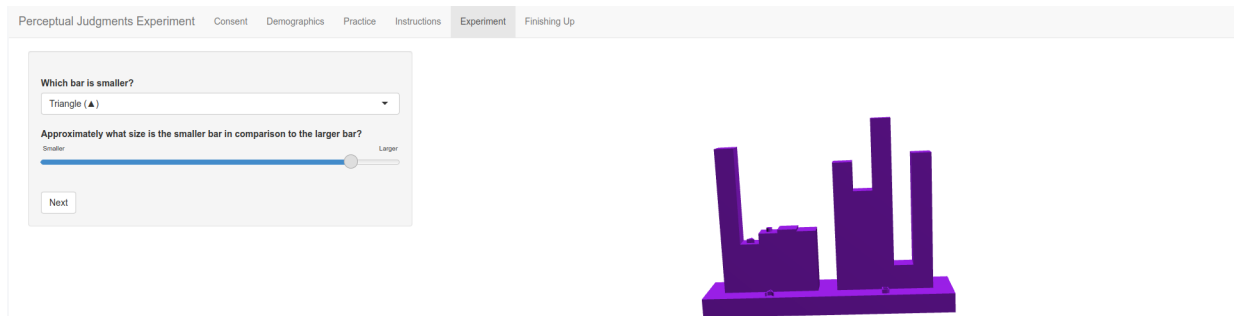 Perceptual Judgments Experiment Consent Demographics Practice Instructions Experiment Finishing Up
Which bar is smaller?
Triangle (▲)
Approximately what size is the smaller bar in comparison to the larger bar?
Smaller Larger
Next